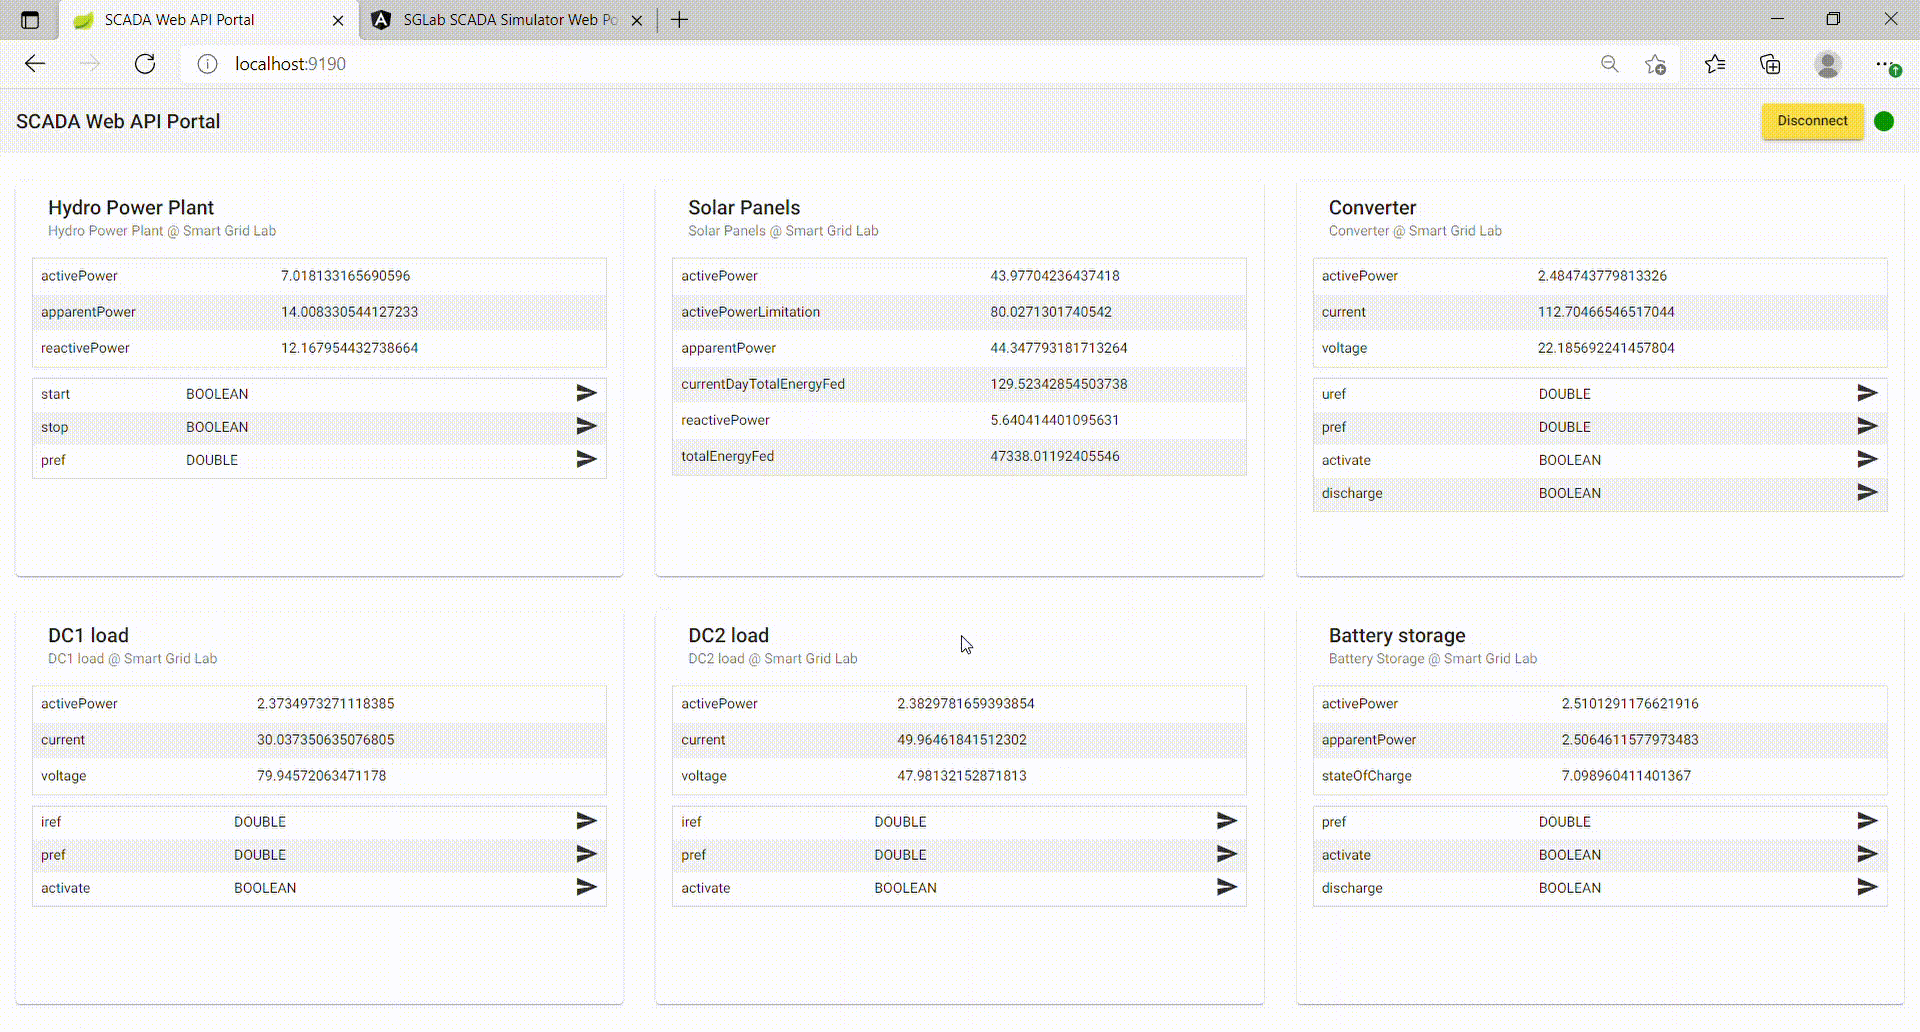 SCADA Web API Portal
SGLab SCADA Simulator Web Po
localhost:9190
SCADA Web API Portal
Disconnect
Hydro Power Plant
Hydro Power Plant @ Smart Grid Lab
activePower 7.018133165690596
apparentPower 14.008330544127233
reactivePower 12.167954432738664
start BOOLEAN
stop BOOLEAN
pref DOUBLE
Solar Panels
Solar Panels @ Smart Grid Lab
activePower 43.97704236437418
activePowerLimitation 80.0271301740542
apparentPower 44.347793181713264
currentDayTotalEnergyFed 129.52342854503738
reactivePower 5.640414401095631
totalEnergyFed 47338.01192405546
Converter
Converter @ Smart Grid Lab
activePower 2.484743779813326
current 112.70466546517044
voltage 22.185692241457804
uref DOUBLE
pref DOUBLE
activate BOOLEAN
discharge BOOLEAN
DC1 load
DC1 load @ Smart Grid Lab
activePower 2.3734973271118385
current 30.037350635076805
voltage 79.94572063471178
iref DOUBLE
pref DOUBLE
activate BOOLEAN
DC2 load
DC2 load @ Smart Grid Lab
activePower 2.3829781659393854
current 49.96461841512302
voltage 47.98132152871813
iref DOUBLE
pref DOUBLE
activate BOOLEAN
Battery storage
Battery Storage @ Smart Grid Lab
activePower 2.5101291176621916
apparentPower 2.5064611577973483
stateOfCharge 7.098960411401367
pref DOUBLE
activate BOOLEAN
discharge BOOLEAN